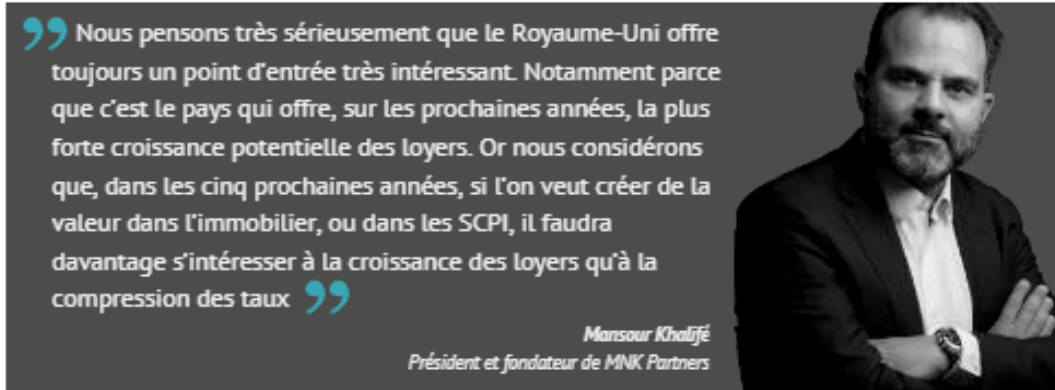 ” Nous pensons très sérieusement que le Royaume-Uni offre
toujours un point d'entrée très intéressant. Notamment parce
que c'est le pays qui offre, sur les prochaines années, la plus
forte croissance potentielle des loyers. Or nous considérons
que, dans les cinq prochaines années, si l'on veut créer de la
valeur dans l'immobilier, ou dans les SCPI, il faudra
davantage s'intéresser à la croissance des loyers qu'à la
compression des taux ”
Mansour Khalifé
Président et fondateur de MNK Partners